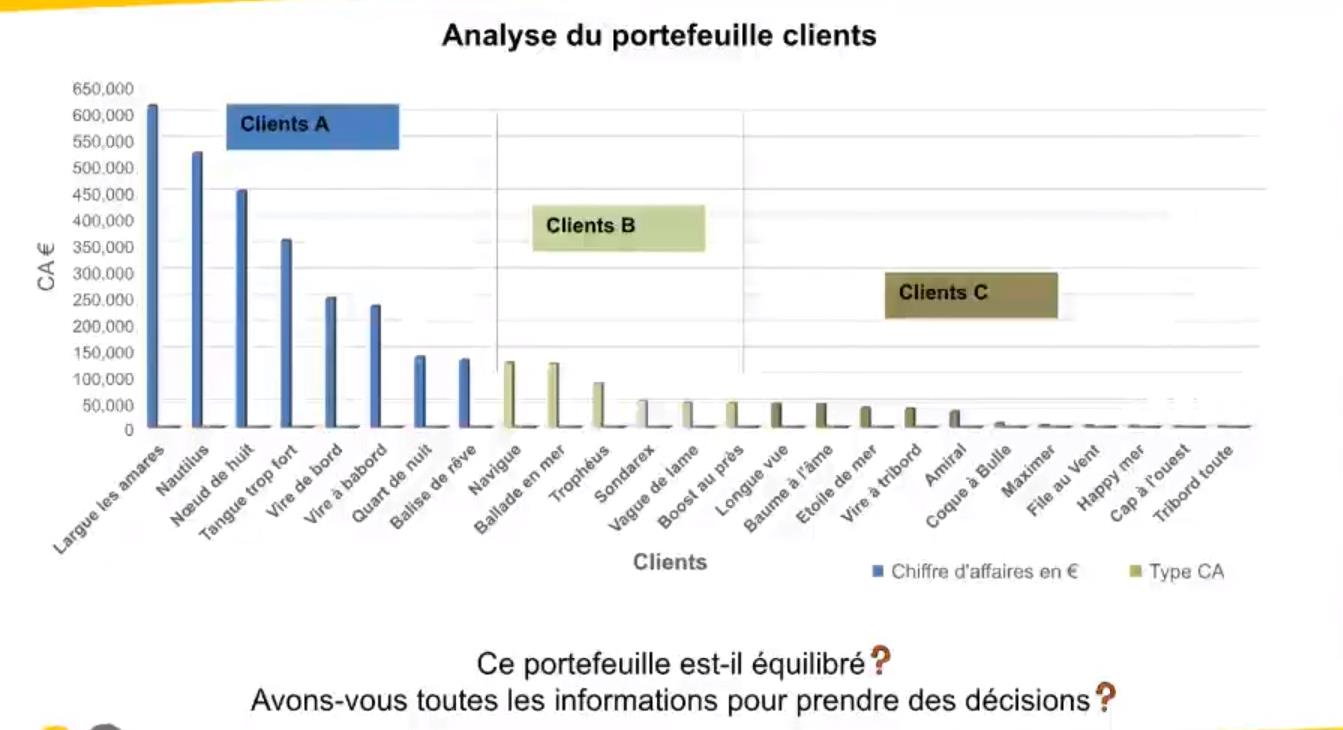 Analyse du portefeuille clients
650,000
600,000
550,000
500,000
450,000
400,000
350,000
300,000
250,000
200,000
150,000
100,000
50,000
0
CA €
Clients A
Clients B
Clients C
Largue les amares
Nautilus
Nœud de huit
Tangue trop fort
Vire de bord
Vire à babord
Quart de nuit
Balise de rêve
Navigue
Ballade en mer
Trophéus
Sondarex
Vague de lame
Boost au près
Longue vue
Baume à l'âme
Etoile de mer
Vire à tribord
Amiral
Coque à Bulle
Maximer
File au Vent
Happy mer
Cap à l'ouest
Tribord toute
Clients
Chiffre d'affaires en €
Type CA
Ce portefeuille est-il équilibré ?
Avons-vous toutes les informations pour prendre des décisions ?